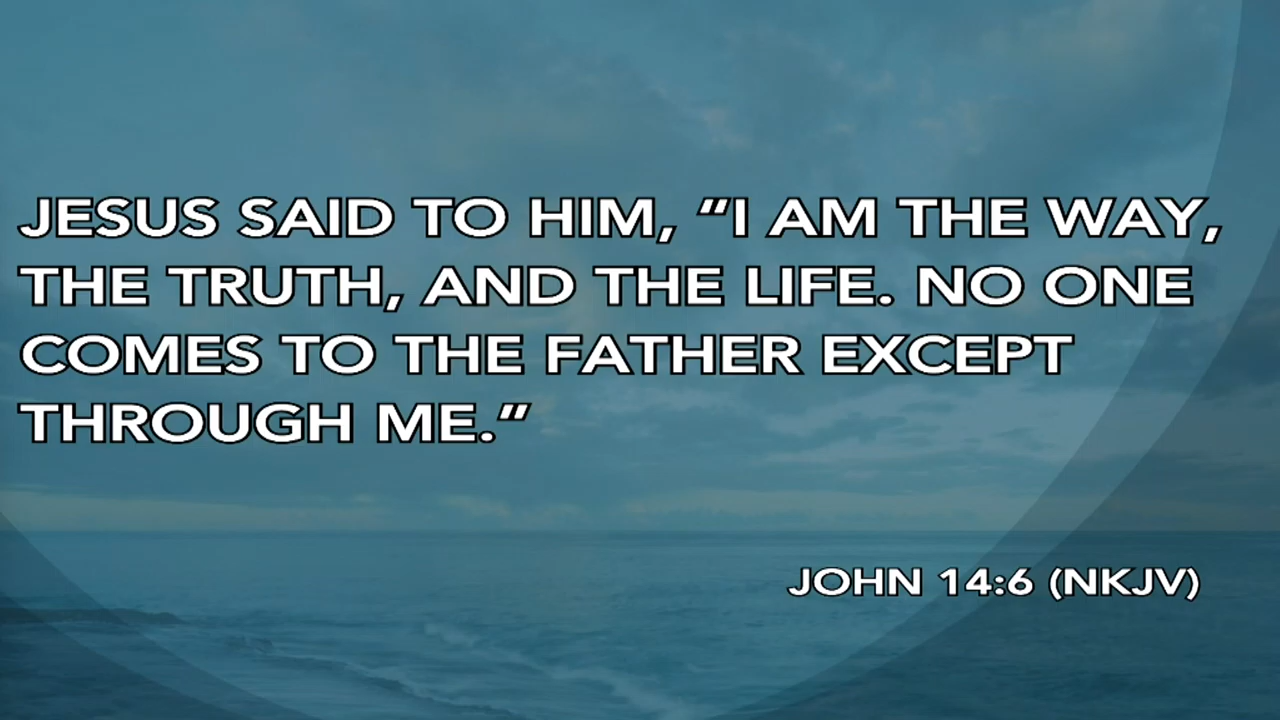 JESUS SAID TO HIM, “I AM THE WAY,
THE TRUTH, AND THE LIFE. NO ONE
COMES TO THE FATHER EXCEPT
THROUGH ME.”
JOHN 14:6 (NKJV)